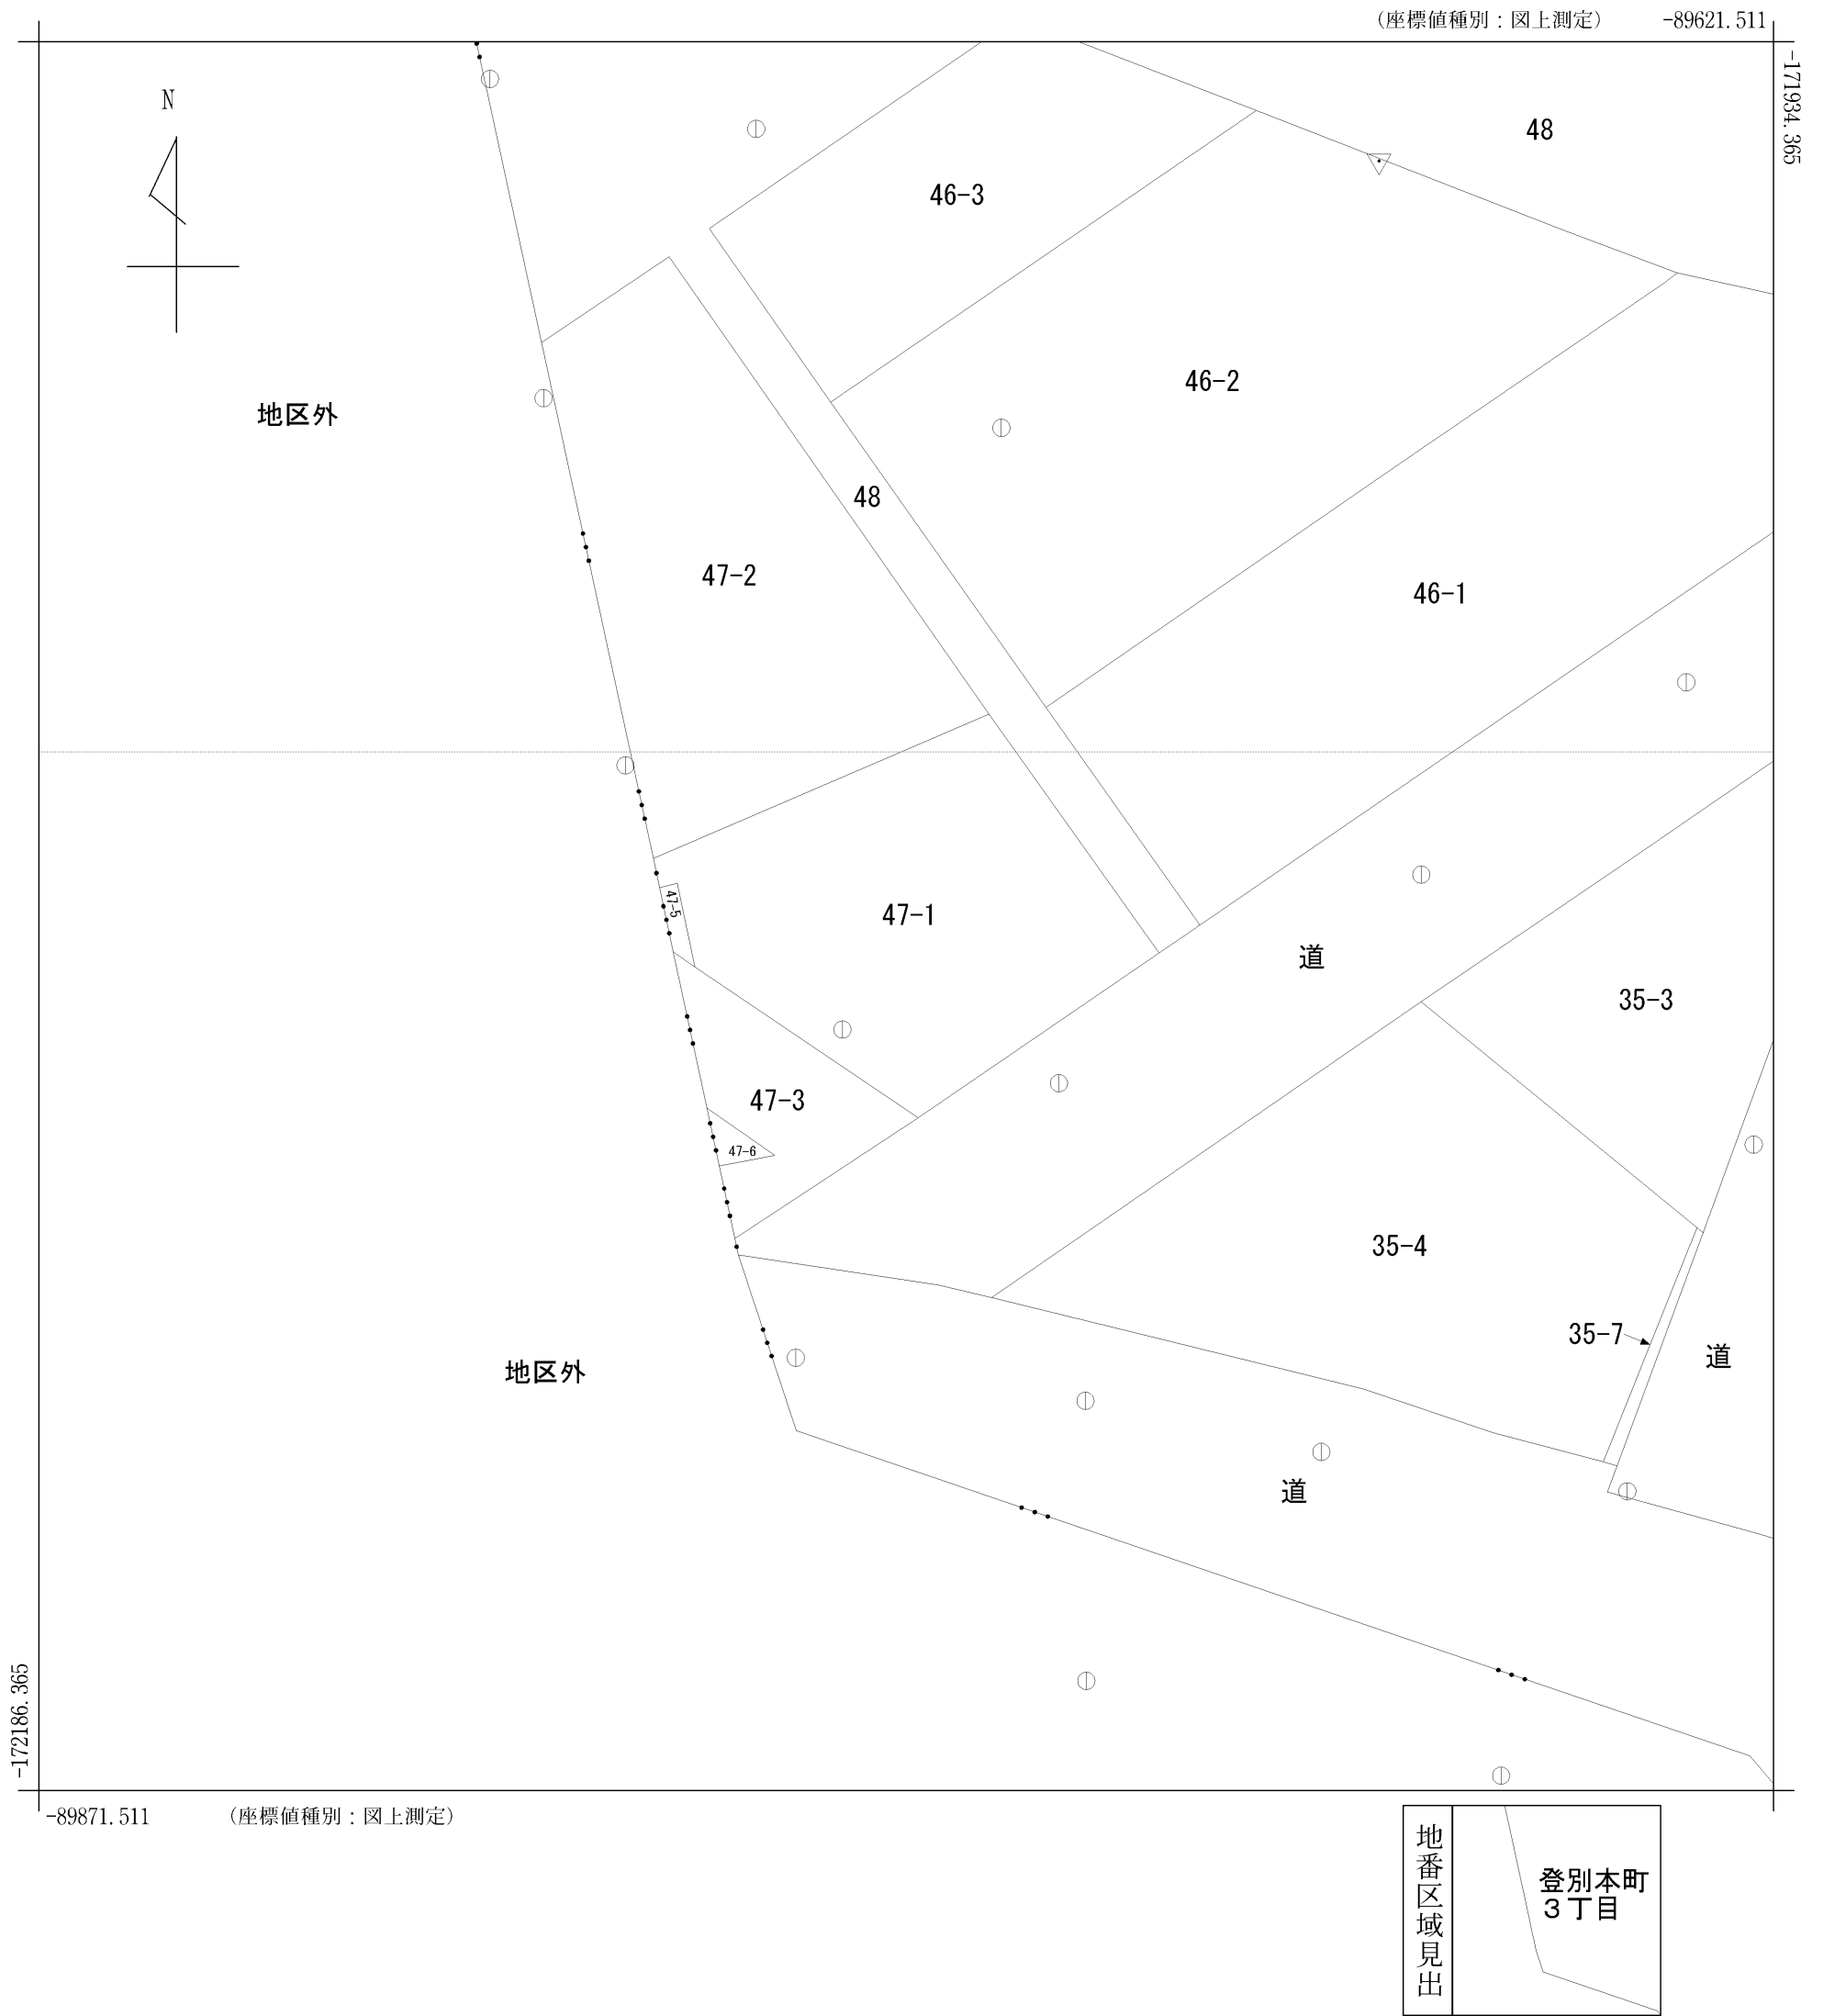 （座標値種別：図上測定） -89621.511
-171934.365
N
48
46-3
46-2
地区外
48
47-2
46-1
47-5
47-1
道
35-3
47-3
47-6
35-4
35-7
道
地区外
道
-172186.365
-89871.511 （座標値種別：図上測定）
地番区域見出
登別本町
３丁目